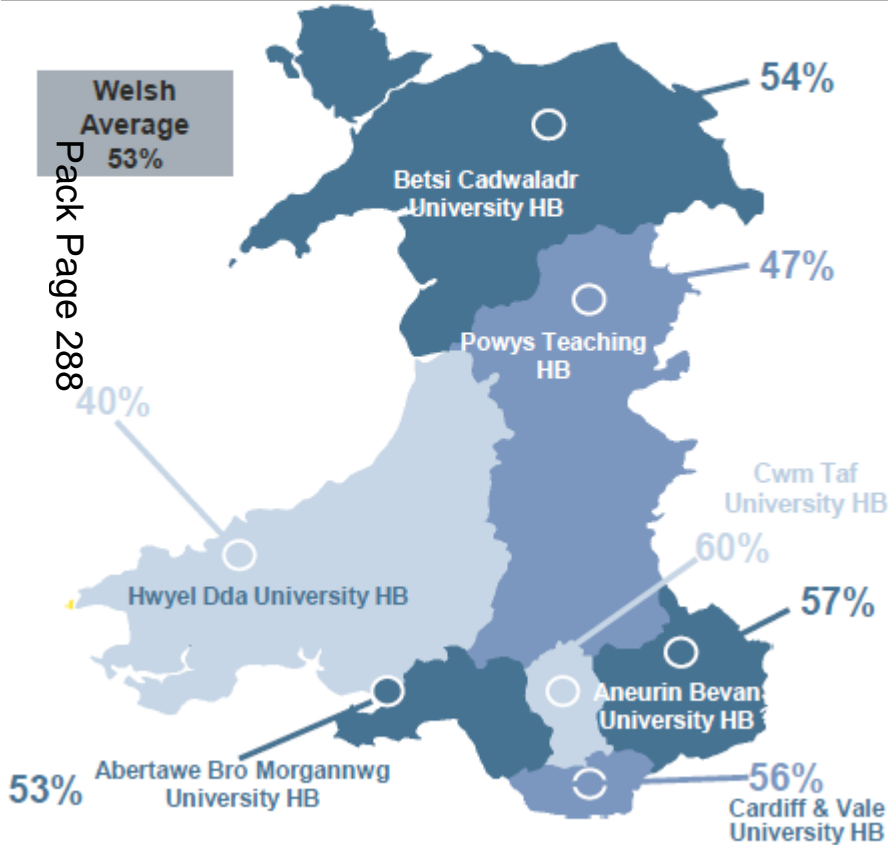 Welsh
Average
53%
Pack Page 288
54%
Betsi Cadwaladr
University HB
47%
Powys Teaching
HB
40%
Cwm Taf
University HB
60%
Hwyel Dda University HB
57%
Aneurin Bevan
University HB
53%
Abertawe Bro Morgannwg
University HB
56%
Cardiff & Vale
University HB